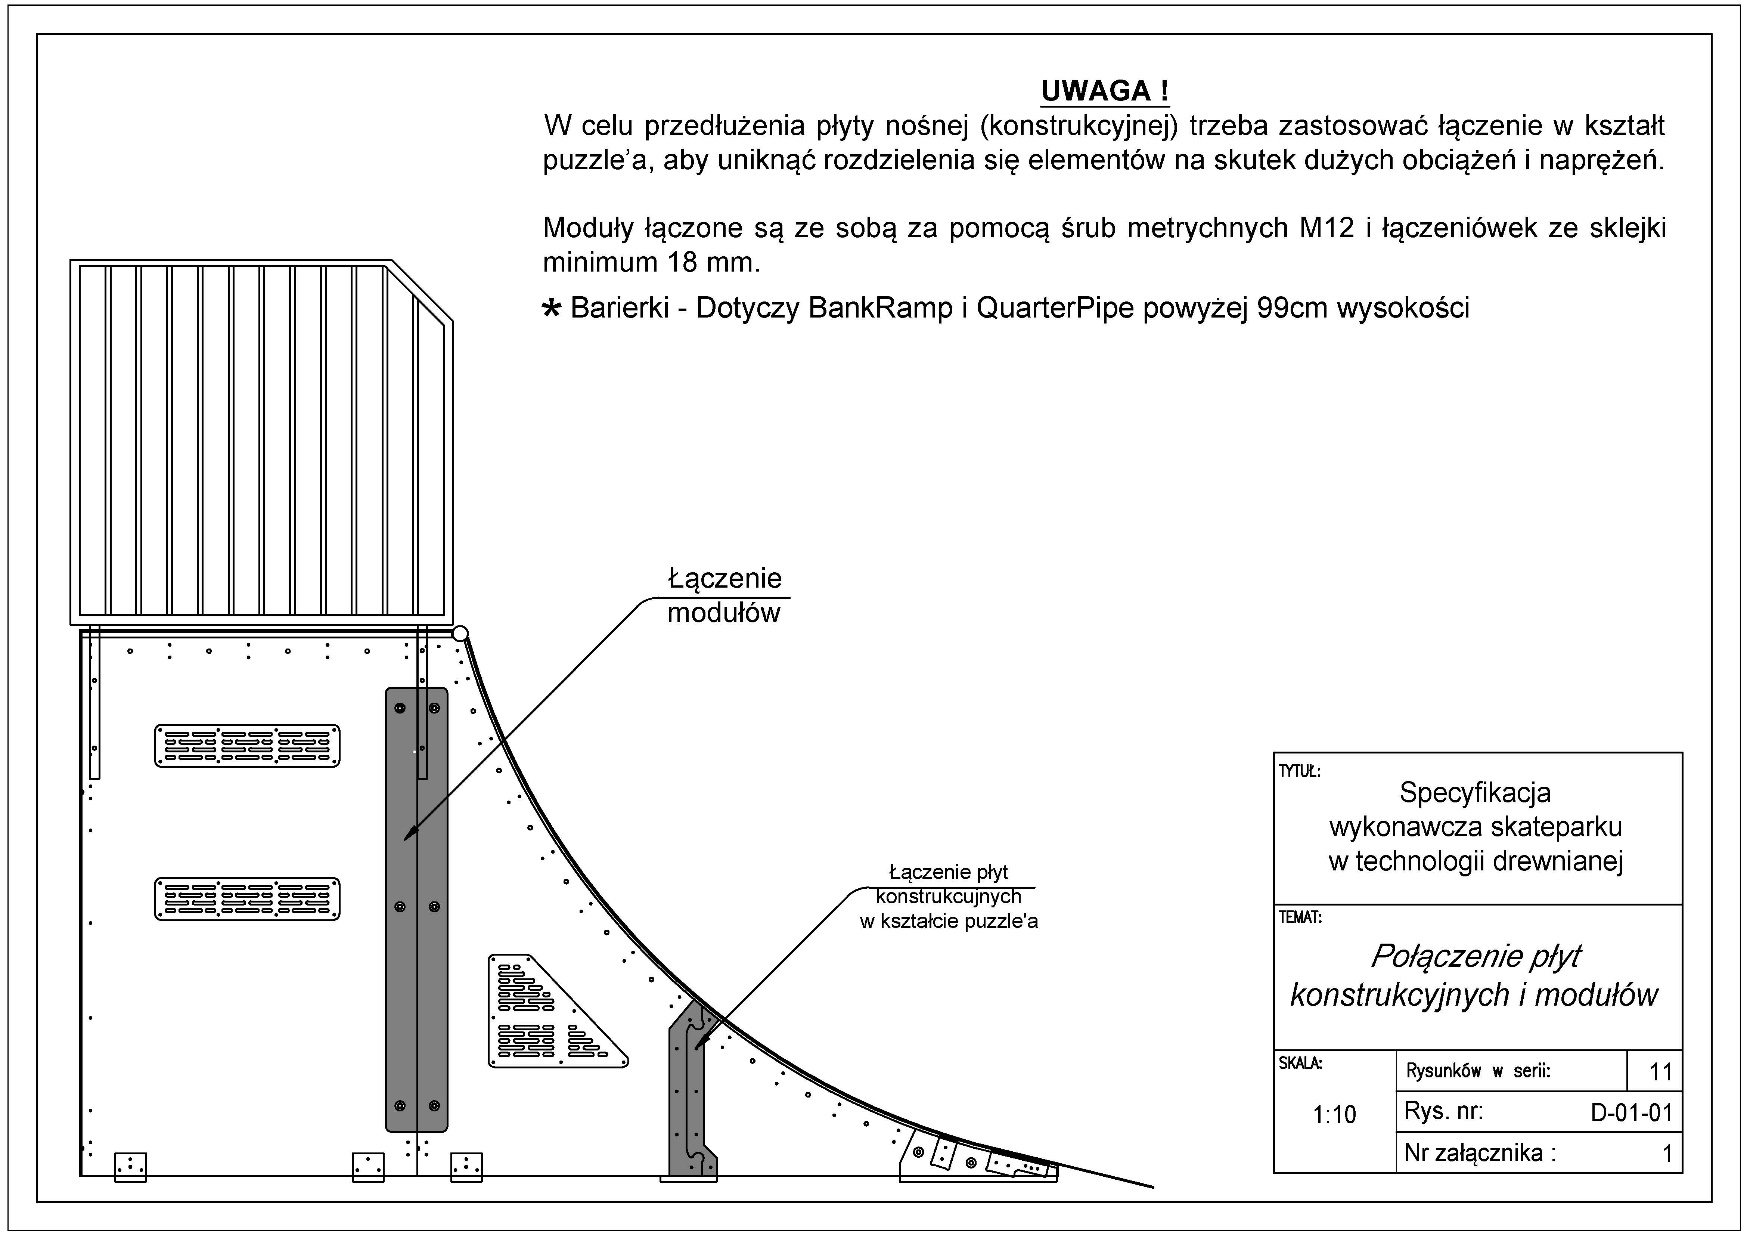 UWAGA !
W celu przedłużenia płyty nośnej (konstrukcyjnej) trzeba zastosować łączenie w kształt
puzzle’a, aby uniknąć rozdzielenia się elementów na skutek dużych obciążeń i naprężeń.
Moduły łączone są ze sobą za pomocą śrub metrychnych M12 i łączeniówek ze sklejki
minimum 18 mm.
* Barierki - Dotyczy BankRamp i QuarterPipe powyżej 99cm wysokości
Łączenie
modułów
Łączenie płyt
konstrukcujnych
w kształcie puzzle'a
TYTUŁ:
Specyfikacja
wykonawcza skateparku
w technologii drewnianej
TEMAT:
Połączenie płyt
konstrukcyjnych i modułów
SKALA:
1:10
Rysunków w serii: 11
Rys. nr: D-01-01
Nr załącznika : 1